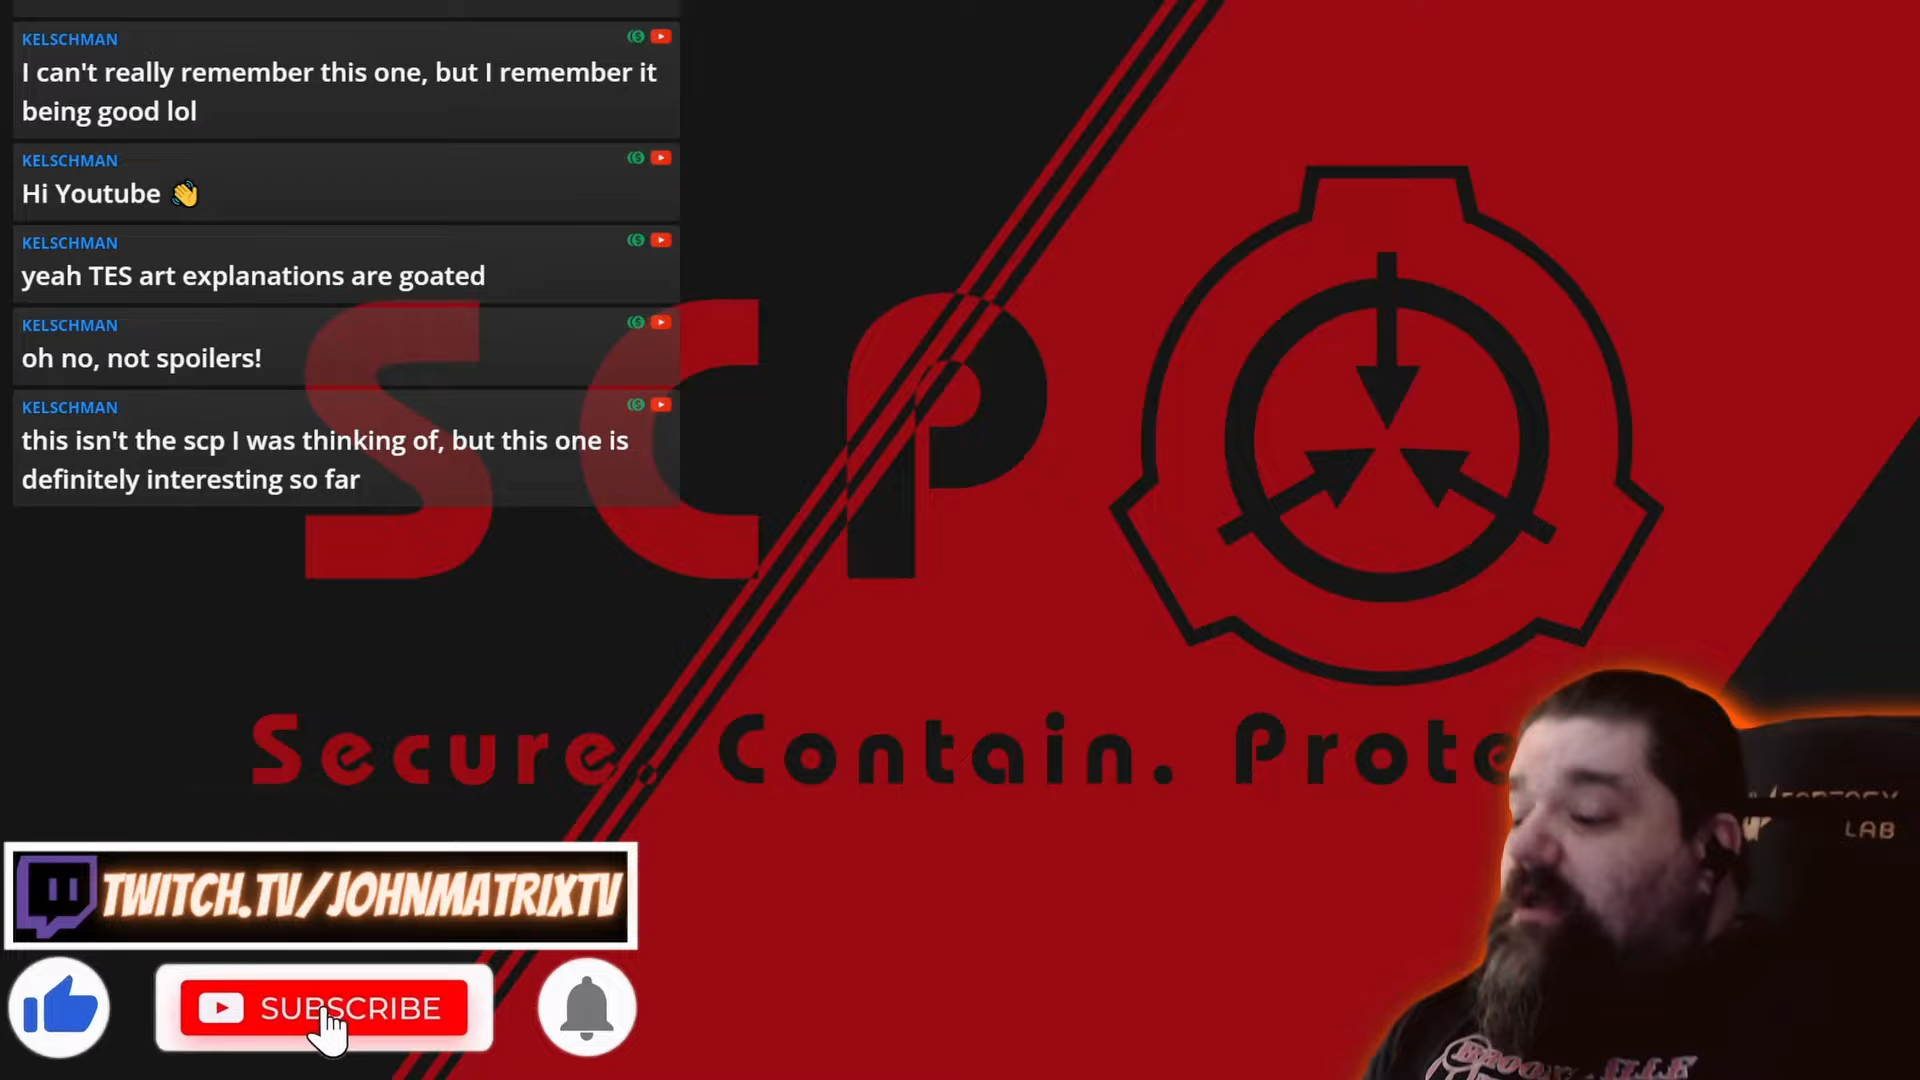 KELSCHMAN
I can't really remember this one, but I remember it
being good lol
KELSCHMAN
Hi Youtube 👋
KELSCHMAN
yeah TES art explanations are goated
KELSCHMAN
oh no, not spoilers!
KELSCHMAN
this isn't the scp I was thinking of, but this one is
definitely interesting so far
SCP
Secure. Contain. Prote
LAB
TWITCH.TV/JOHNMATRIXTV
SUBSCRIBE